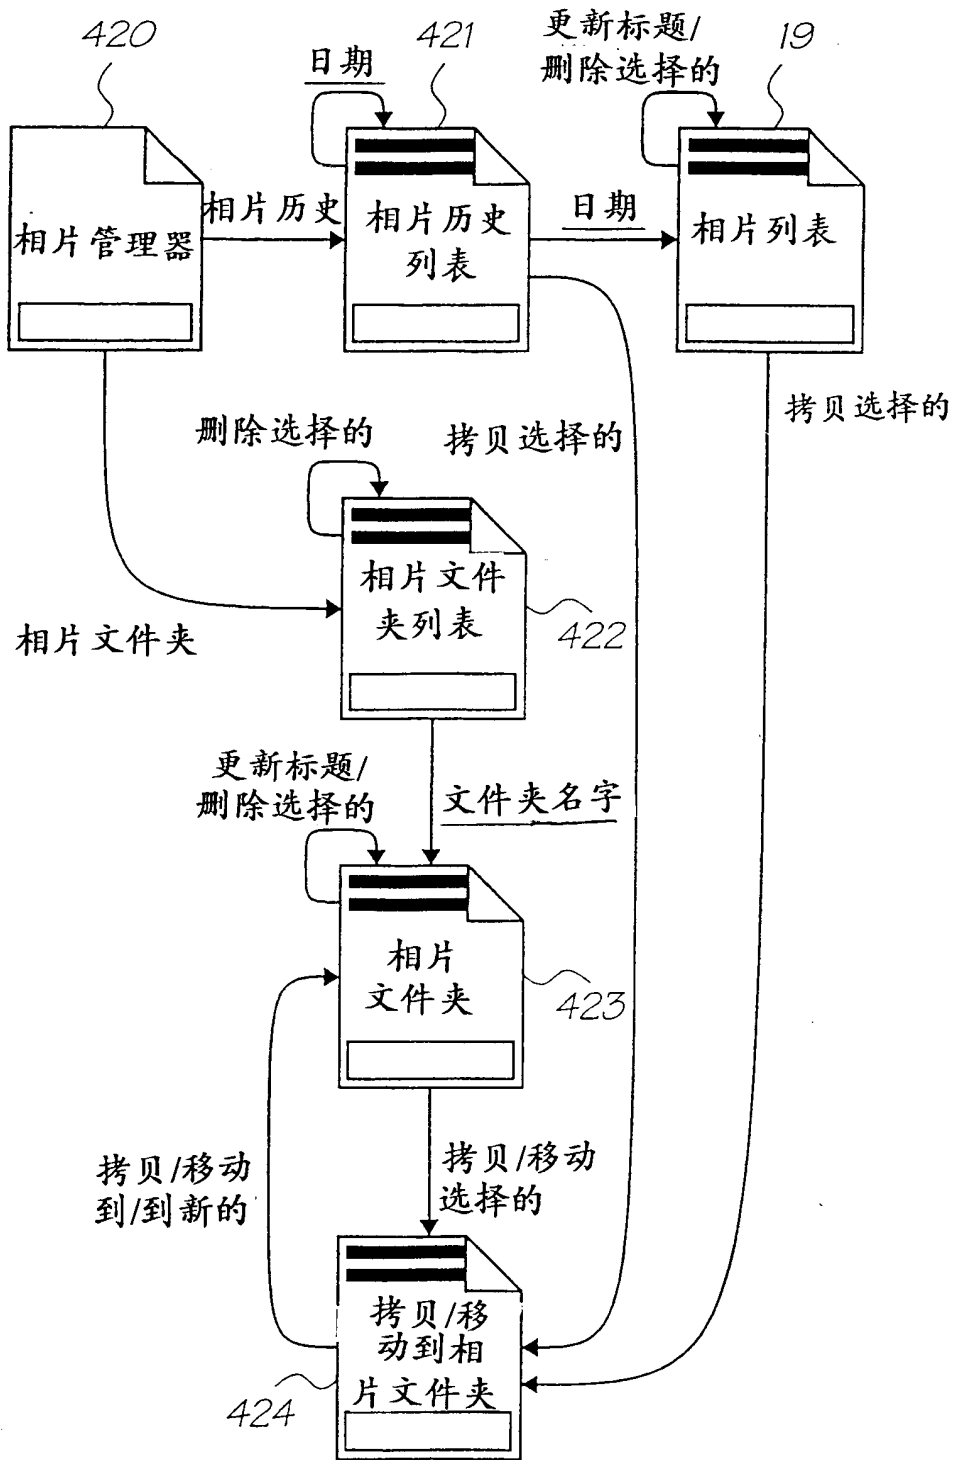 420
421
19
更新标题/
删除选择的
日期
相片管理器
相片历史
相片历史
列表
日期
相片列表
拷贝选择的
删除选择的
拷贝选择的
相片文件
夹列表
422
相片文件夹
更新标题/
删除选择的
文件夹名字
相片
文件夹
423
拷贝/移动
到/到新的
拷贝/移动
选择的
拷贝/移
动到相
片文件夹
424